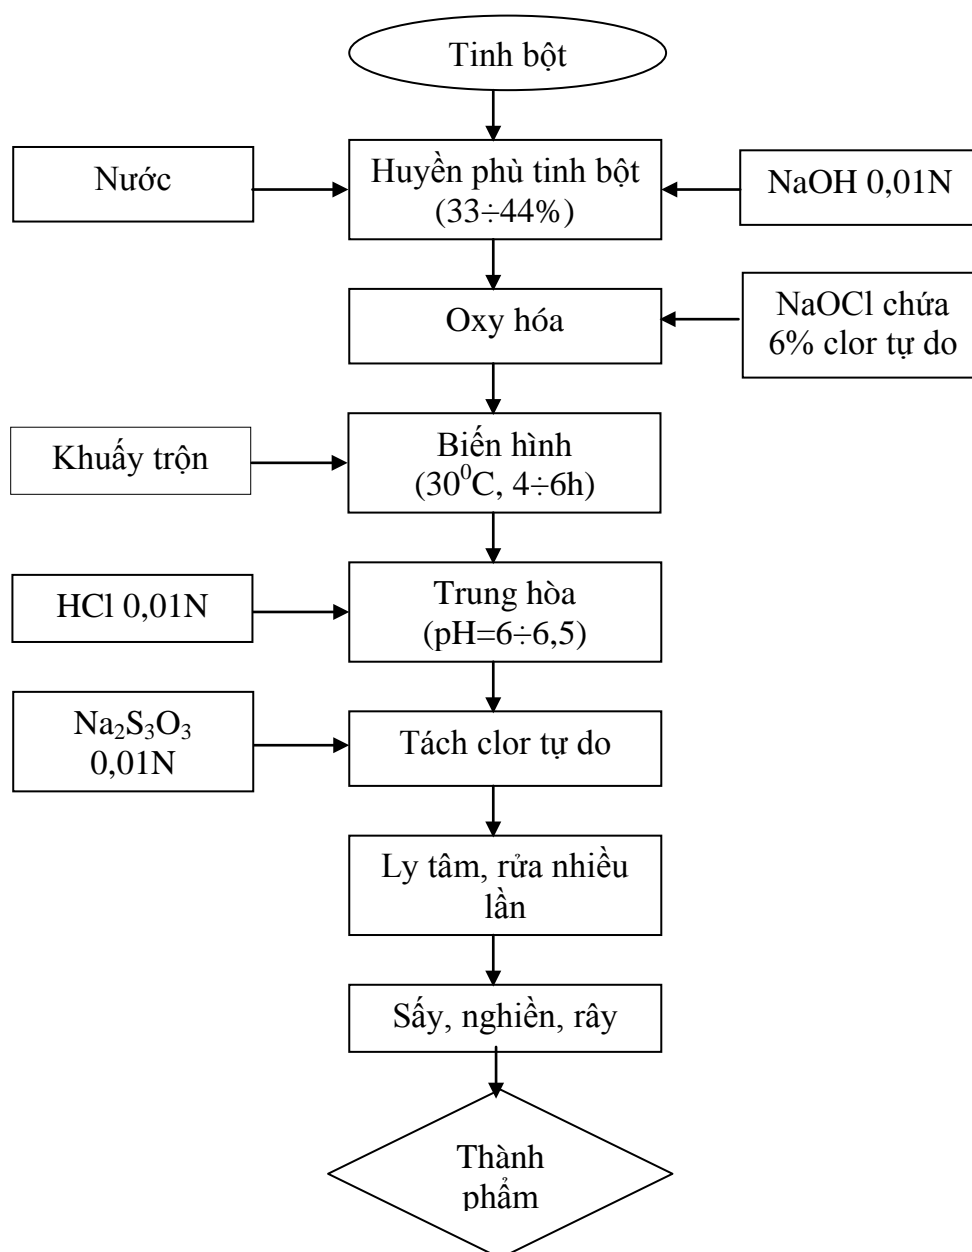 Tinh bột
Nước
Huyền phù tinh bột
(33÷44%)
NaOH 0,01N
Oxy hóa
NaOCl chứa
6% clor tự do
Khuấy trộn
Biến hình
(30⁰C, 4÷6h)
HCl 0,01N
Trung hòa
(pH=6÷6,5)
Na₂S₃O₃
0,01N
Tách clor tự do
Ly tâm, rửa nhiều
lần
Sấy, nghiền, rây
Thành
phẩm